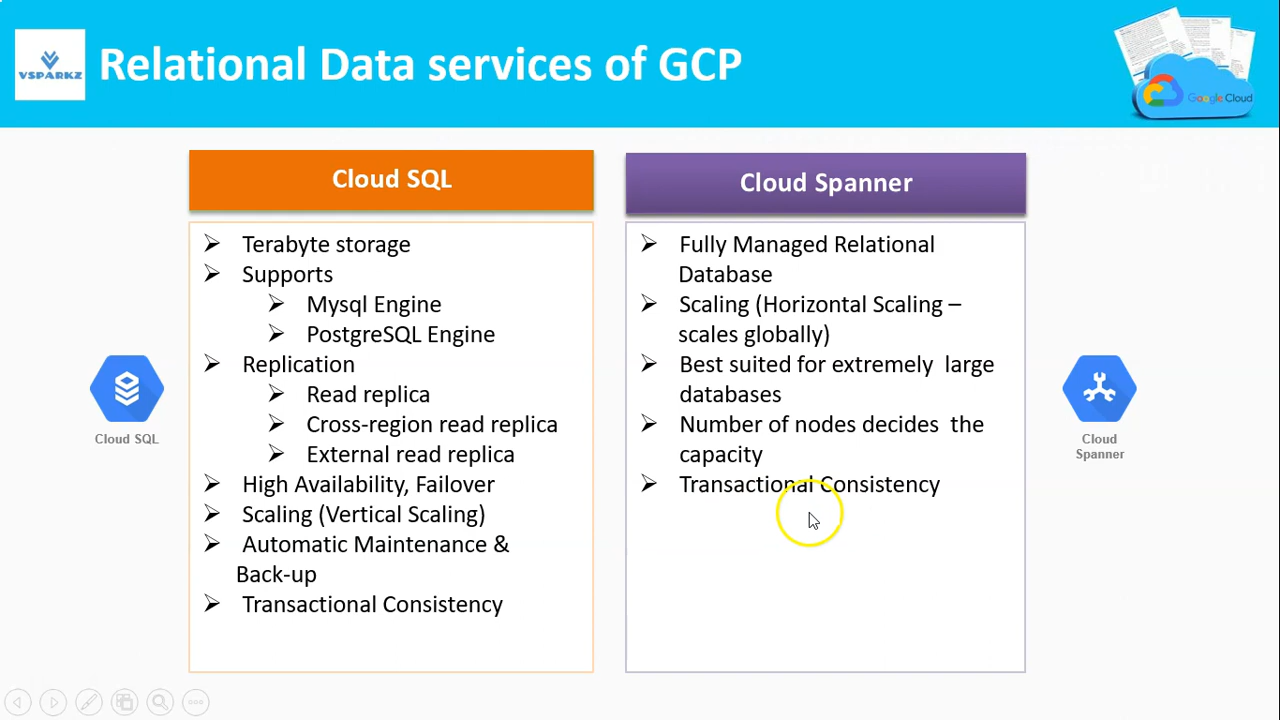 VSPARKZ
Relational Data services of GCP
Google Cloud
Cloud SQL
Terabyte storage
Supports
Mysql Engine
PostgreSQL Engine
Replication
Read replica
Cross-region read replica
External read replica
High Availability, Failover
Scaling (Vertical Scaling)
Automatic Maintenance &
Back-up
Transactional Consistency
Cloud SQL
Cloud Spanner
Fully Managed Relational
Database
Scaling (Horizontal Scaling –
scales globally)
Best suited for extremely large
databases
Number of nodes decides the
capacity
Transactional Consistency
Cloud
Spanner